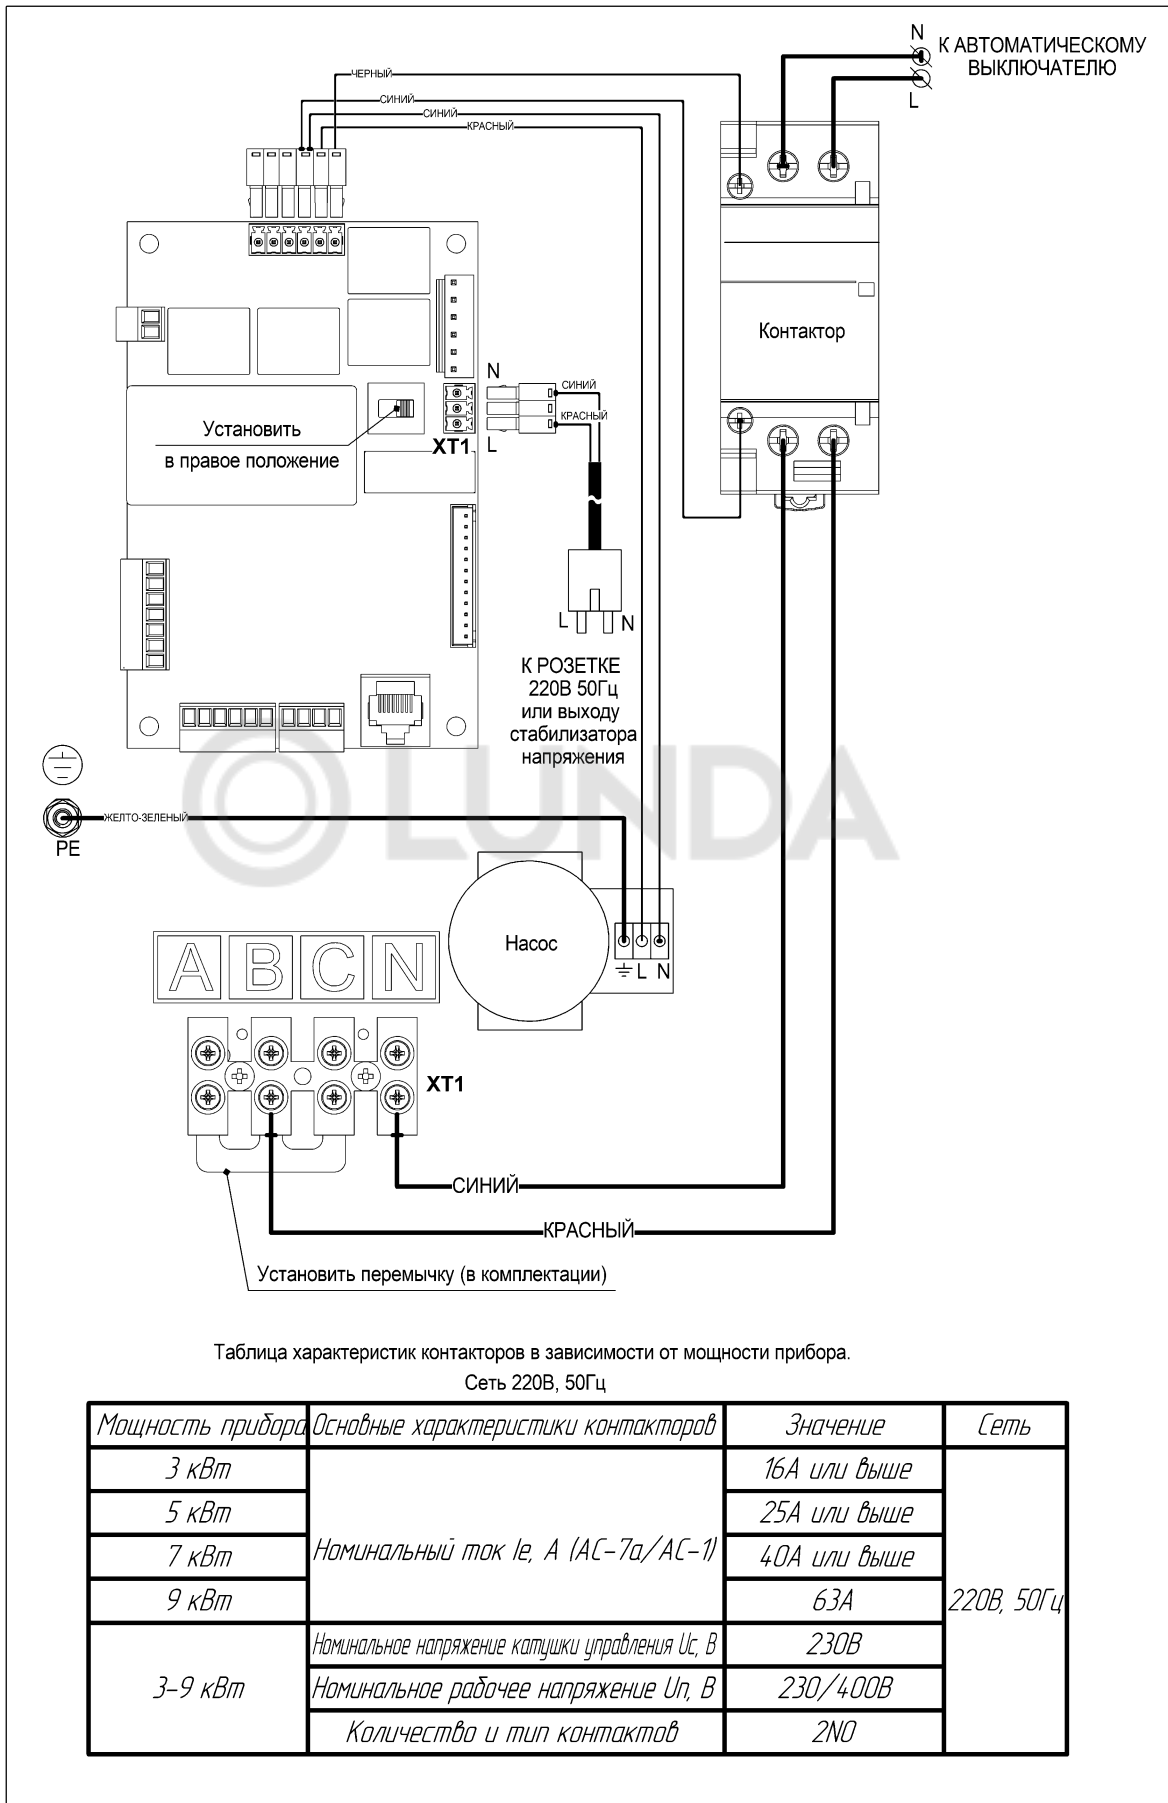 N
К АВТОМАТИЧЕСКОМУ
ВЫКЛЮЧАТЕЛЮ
L
ЧЕРНЫЙ
СИНИЙ
СИНИЙ
КРАСНЫЙ
Контактор
N
СИНИЙ
КРАСНЫЙ
XT1
L
Установить
в правое положение
L
N
К РОЗЕТКЕ
220В 50Гц
или выходу
стабилизатора
напряжения
LUNDA
ЖЕЛТО-ЗЕЛЕНЫЙ
PE
Насос
L N
A B C N
XT1
СИНИЙ
КРАСНЫЙ
Установить перемычку (в комплектации)
Таблица характеристик контакторов в зависимости от мощности прибора.
Сеть 220В, 50Гц
Мощность прибора Основные характеристики контакторов Значение Сеть
3 кВт 16А или выше
5 кВт 25А или выше
Номинальный ток Ie, А (AC-7a/AC-1)
7 кВт 40А или выше
9 кВт 63А
220В, 50Гц
Номинальное напряжение катушки управления Uc, В 230В
3-9 кВт Номинальное рабочее напряжение Un, В 230/400В
Количество и тип контактов 2NO